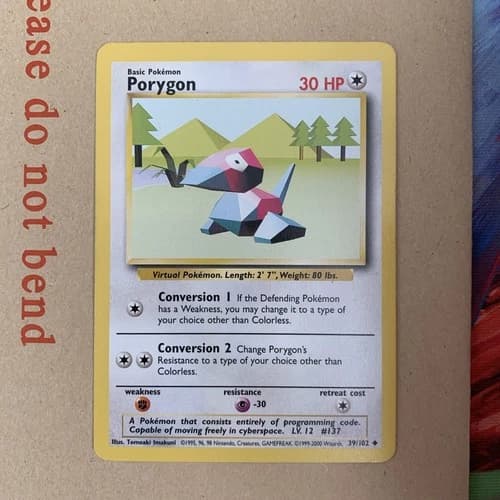 ease do not bend
Basic Pokémon
Porygon
30 HP
Virtual Pokémon. Length: 2' 7", Weight: 80 lbs.
Conversion 1 If the Defending Pokémon
has a Weakness, you may change it to a type of
your choice other than Colorless.
Conversion 2 Change Porygon's
Resistance to a type of your choice other than
Colorless.
weakness
resistance
retreat cost
-30
A Pokémon that consists entirely of programming code.
Capable of moving freely in cyberspace. LV. 12 #137
Illus. Tomoaki Imakuni ©1995, 96, 98 Nintendo, Creatures, GAMEFREAK. ©1999-2000 Wizards. 39/102